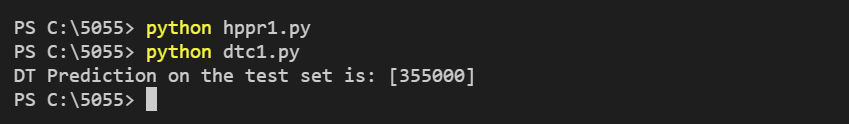 PS C:\5055> python hppr1.py
PS C:\5055> python dtc1.py
DT Prediction on the test set is: [355000]
PS C:\5055>